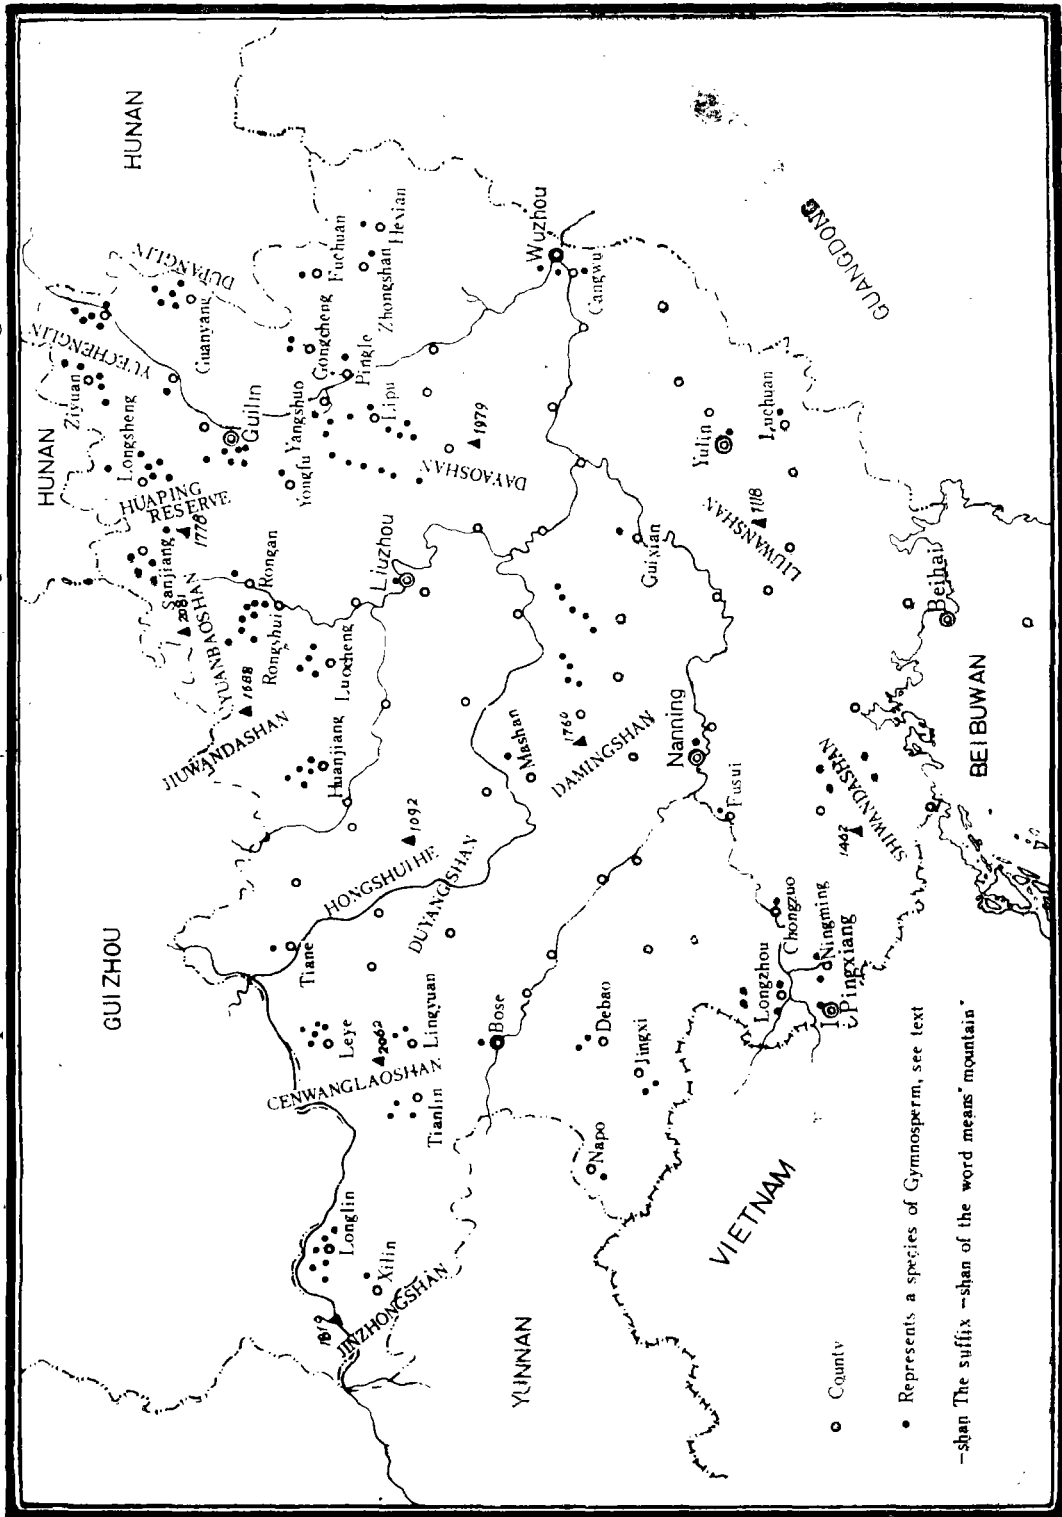 HUNAN
HUNAN
GUIZHOU
YUNNAN
VIETNAM
GUANGDONG
BEIBUWAN
DUPANGLIN
YUECHENGLIN
Ziyuan
Guanyang
Longsheng
HUAPING
RESERVE
1778
Guilin
Sanjiang
2081
YUANBAOSHAN
Rongan
Rongshui
1688
JIUWANDASHAN
Luocheng
Huanjiang
Liuzhou
Yongfu
Yangshuo
Gongcheng
Fuchuan
Zhongshan
Hexian
Pingle
Lipu
1979
DAYAOSHAN
Wuzhou
Cangwu
Yulin
Luchuan
1118
LIUWANSHAN
Guixian
Beihai
1092
HONGSHUIHE
DUYANGSHAN
Mashan
1760
DAMINGSHAN
Nanning
Fusui
SHIWANDASHAN
1462
Tiane
Leye
2062
Lingyuan
CENWANGLAOSHAN
Tianlin
Bose
Debao
Jingxi
Napo
Chongzuo
Longzhou
Ningming
Pingxiang
Longlin
Xilin
1819
JINZHONGSHAN
County
Represents a species of Gymnosperm, see text
-shan The suffix -shan of the word means' mountain'